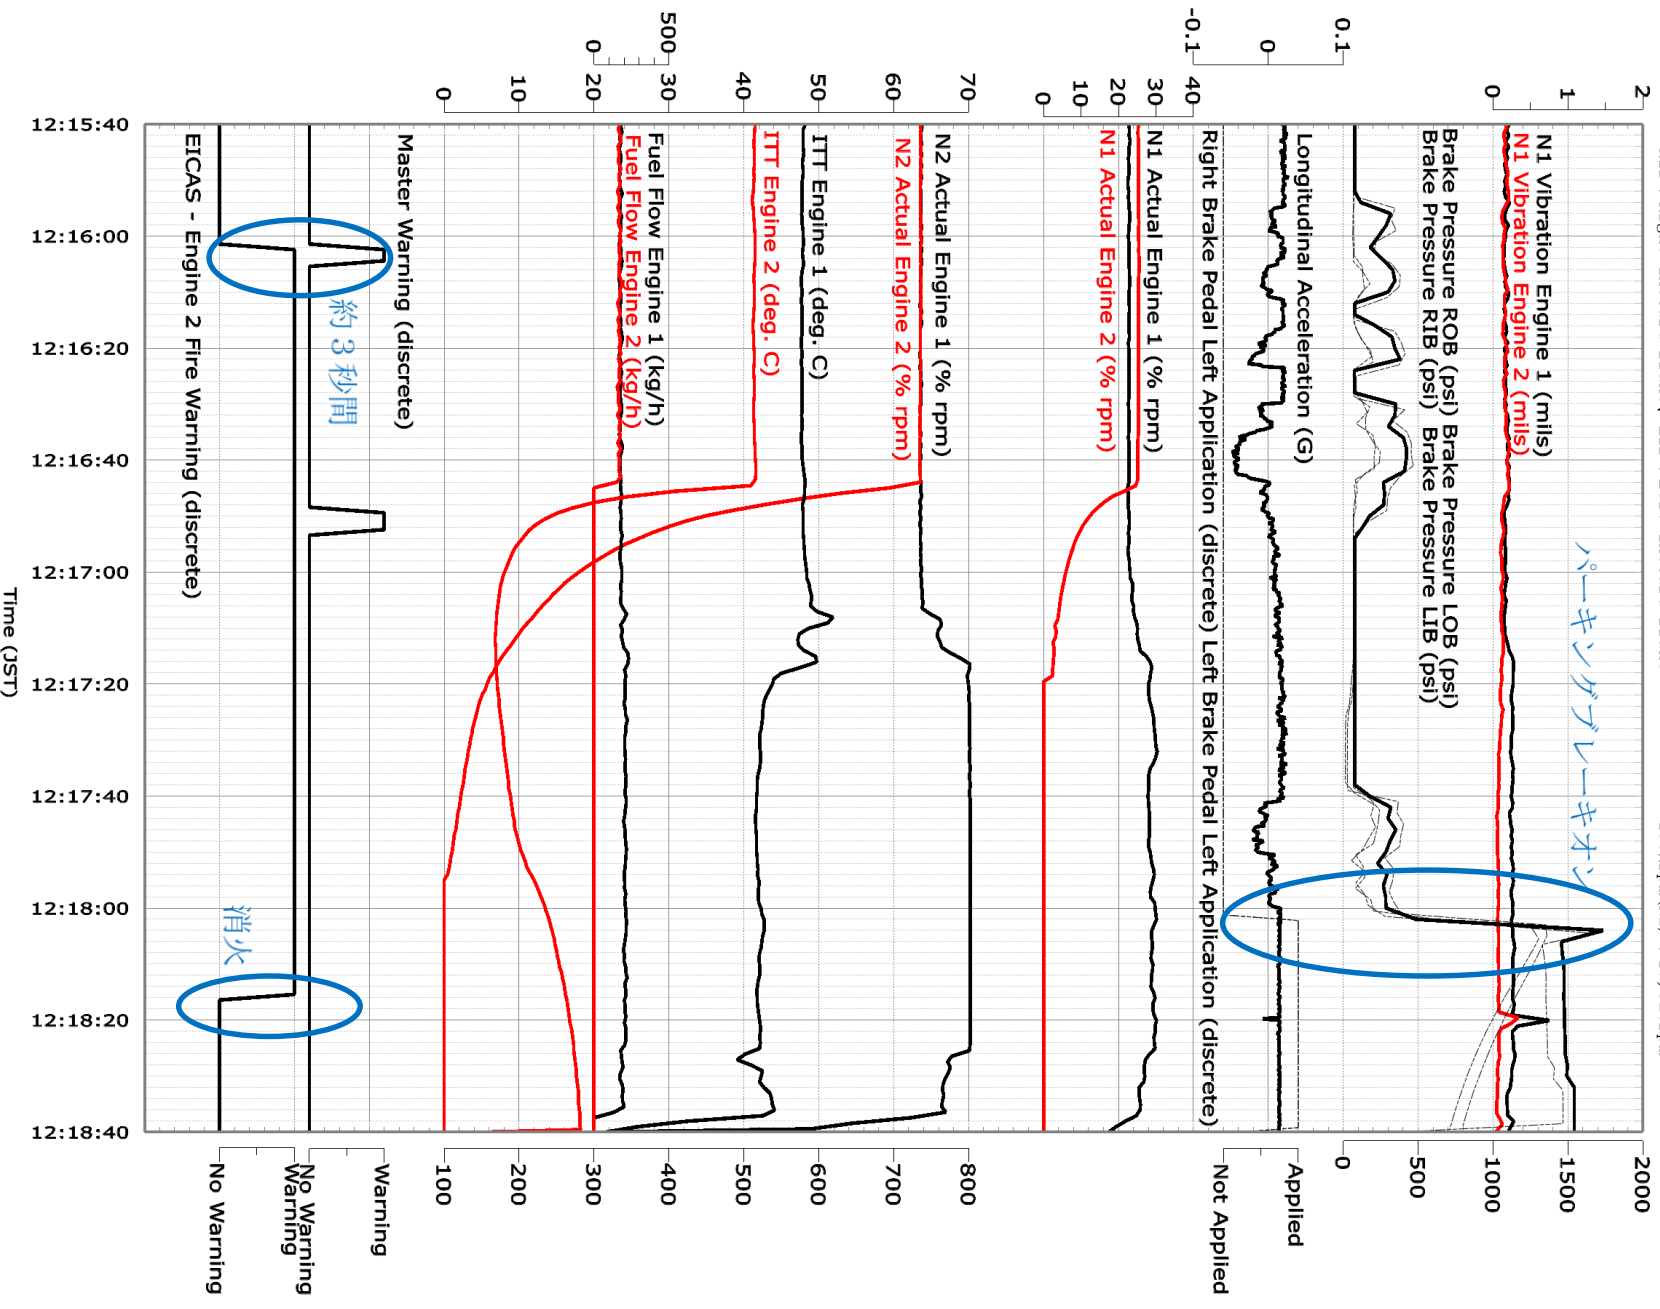 0 1 2
N1 Vibration Engine 1 (mils)
N1 Vibration Engine 2 (mils)
パーキングブレーキオン
Brake Pressure ROB (psi) Brake Pressure LOB (psi)
Brake Pressure RIB (psi) Brake Pressure LIB (psi)
0 500 1000 1500 2000
-0.1 0 0.1
Longitudinal Acceleration (G)
Right Brake Pedal Left Application (discrete) Left Brake Pedal Left Application (discrete)
Applied
Not Applied
0 10 20 30 40
N1 Actual Engine 1 (% rpm)
N1 Actual Engine 2 (% rpm)
0 10 20 30 40 50 60 70
N2 Actual Engine 1 (% rpm)
N2 Actual Engine 2 (% rpm)
ITT Engine 1 (deg. C)
ITT Engine 2 (deg. C)
100 200 300 400 500 600 700 800
0 500
Fuel Flow Engine 1 (kg/h)
Fuel Flow Engine 2 (kg/h)
Master Warning (discrete)
約３秒間
Warning
No Warning
EICAS - Engine 2 Fire Warning (discrete)
消火
Warning
No Warning
12:15:40
12:16:00
12:16:20
12:16:40
12:17:00
12:17:20
12:17:40
12:18:00
12:18:20
12:18:40
Time (JST)